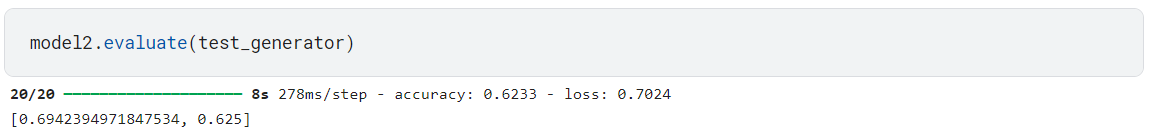 model2.evaluate(test_generator)
20/20 ━━━━━━━━━━━━━━━━━━━━ 8s 278ms/step - accuracy: 0.6233 - loss: 0.7024
[0.6942394971847534, 0.625]